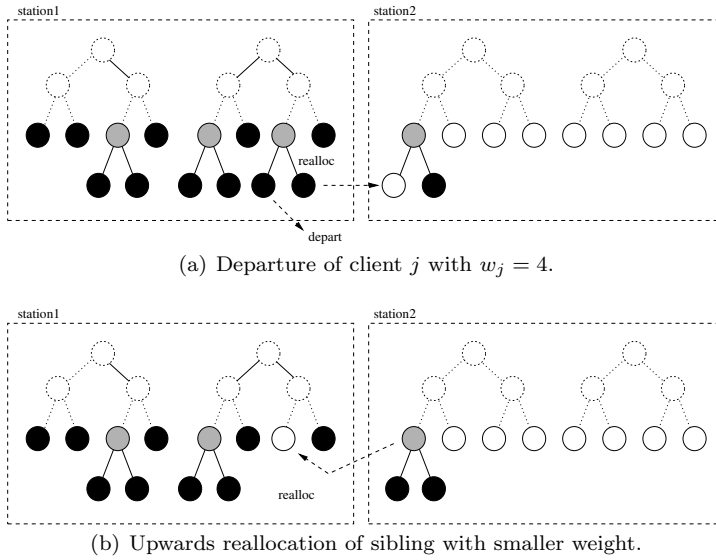 station1
station2
realloc
depart
(a) Departure of client j with w_j = 4.
station1
station2
realloc
(b) Upwards reallocation of sibling with smaller weight.